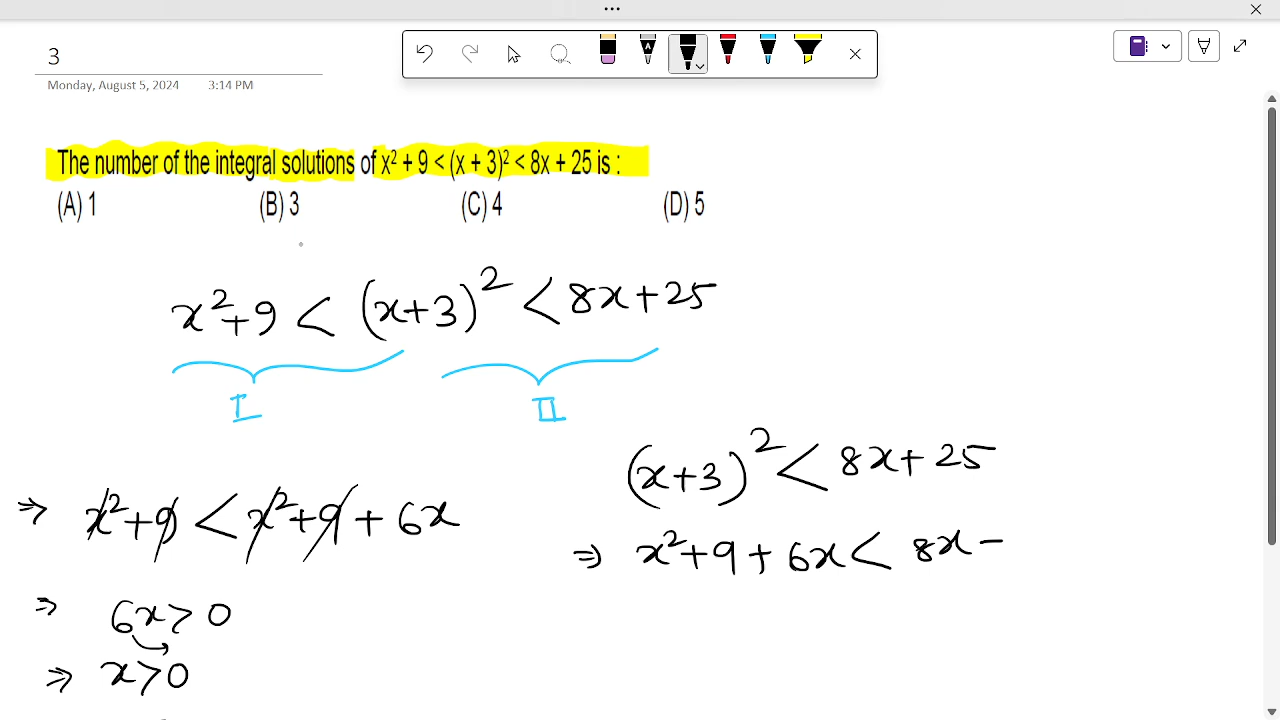 3
Monday, August 5, 2024 3:14 PM
The number of the integral solutions of x² + 9 < (x + 3)² < 8x + 25 is :
(A) 1 (B) 3 (C) 4 (D) 5
x²+9 < (x+3)² < 8x+25
I II
(x+3)² < 8x+25
⇒ x²+9 < x²+9 + 6x
⇒ x²+9+6x < 8x –
⇒ 6x > 0
⇒ x > 0